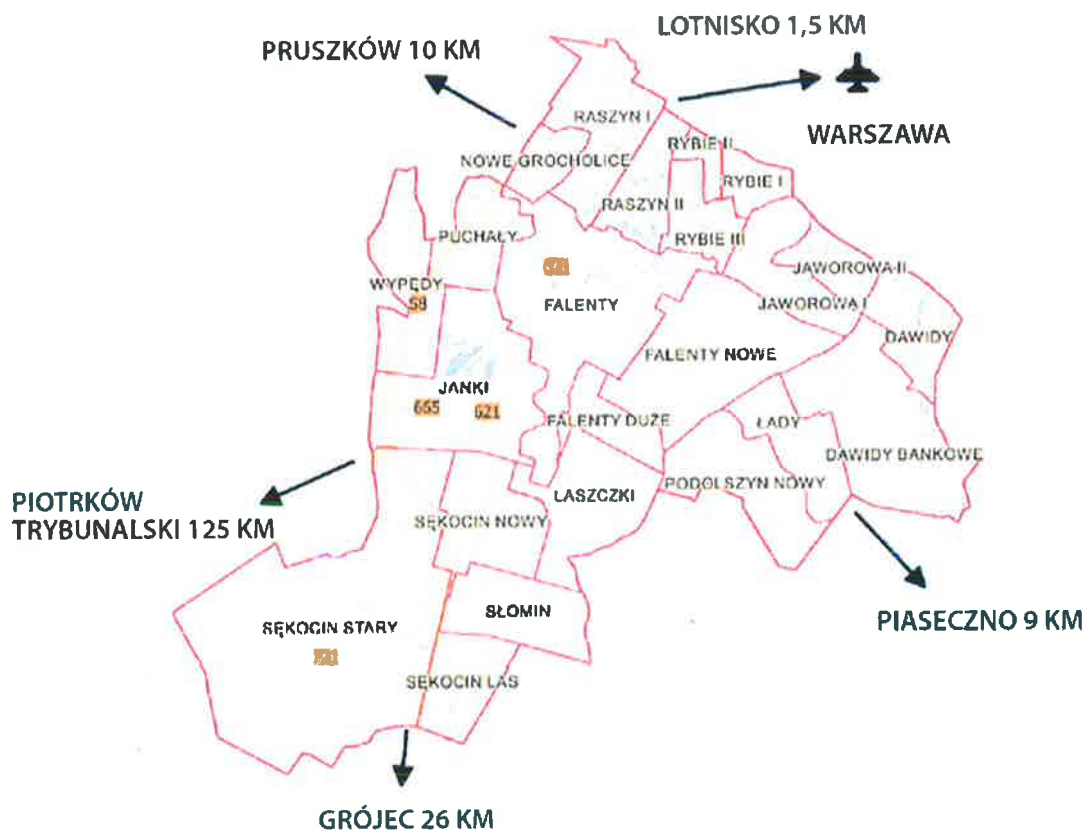 LOTNISKO 1,5 KM
PRUSZKÓW 10 KM
WARSZAWA
RASZYN I
RYBIE II
NOWE GROCHOLICE
RYBIE I
RASZYN II
PUCHAŁY
RYBIE III
JAWOROWA II
WYPĘDY
S8
FALENTY
JAWOROWA I
DAWIDY
FALENTY NOWE
JANKI
655
621
FALENTY DUŻE
ŁADY
DAWIDY BANKOWE
PODOLSZYN NOWY
LASZCZKI
PIOTRKÓW
TRYBUNALSKI 125 KM
SĘKOCIN NOWY
SŁOMIN
PIASECZNO 9 KM
SĘKOCIN STARY
SĘKOCIN LAS
GRÓJEC 26 KM